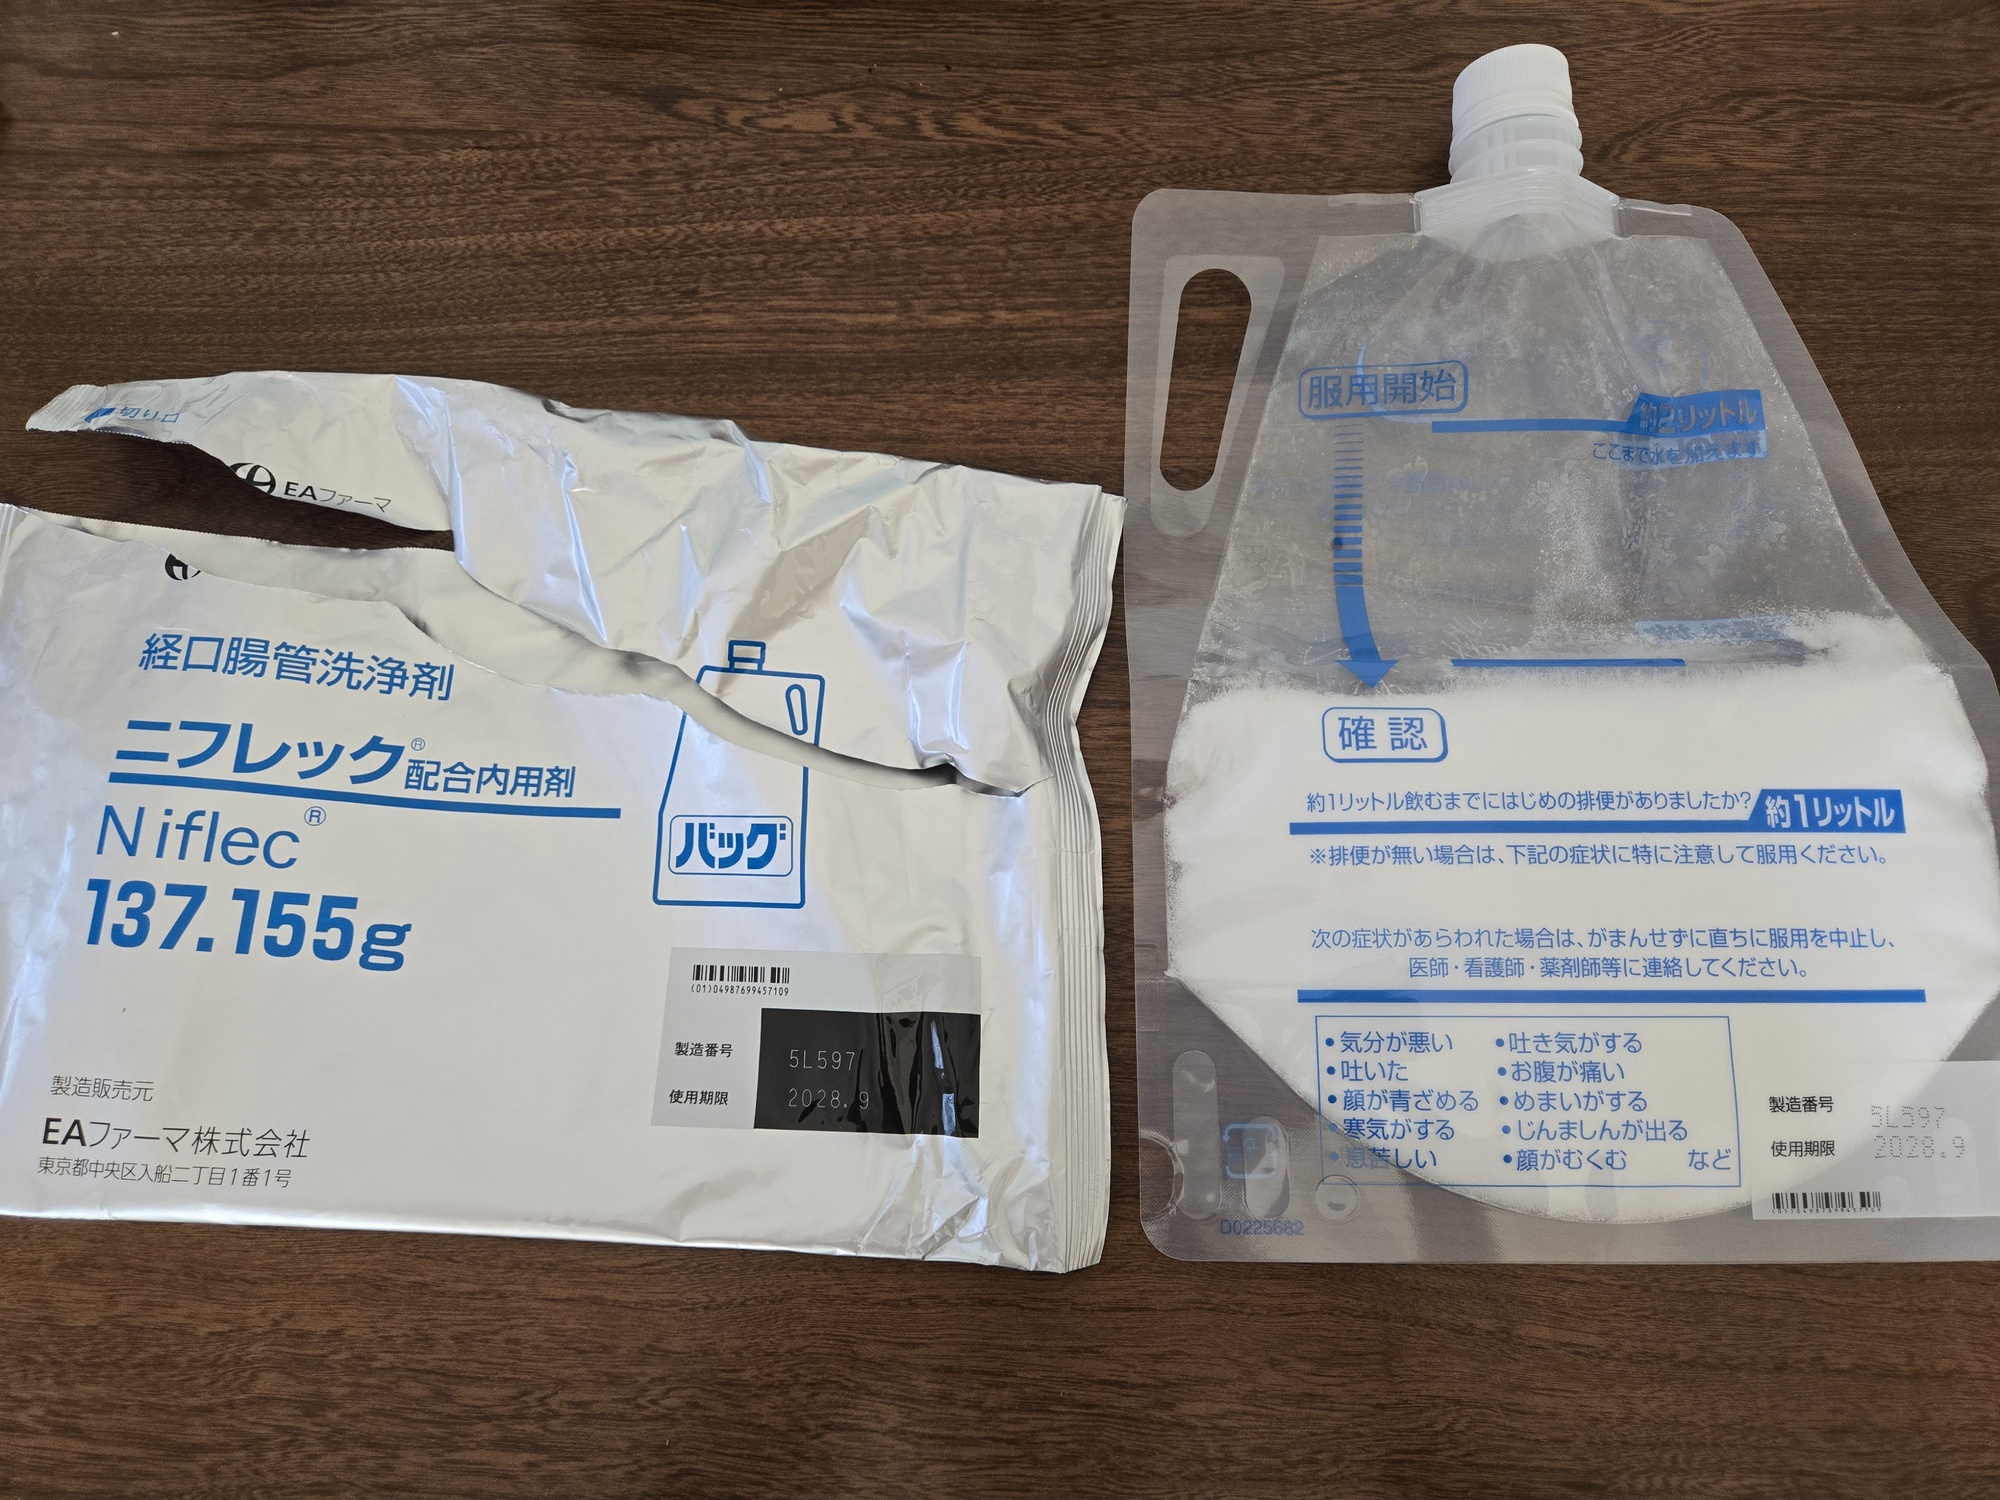 切り口
EAファーマ
経口腸管洗浄剤
ニフレック®配合内用剤
Niflec®
137.155g
バッグ
(01)04987699457109
製造番号 5L597
使用期限 2028.9
製造販売元
EAファーマ株式会社
東京都中央区入船二丁目1番1号
服用開始
約2リットル
ここまで水を加えます
確認
約1リットル飲むまでにはじめの排便がありましたか? 約1リットル
※排便が無い場合は、下記の症状に特に注意して服用ください。
次の症状があらわれた場合は、がまんせずに直ちに服用を中止し、
医師・看護師・薬剤師等に連絡してください。
•気分が悪い •吐き気がする
•吐いた •お腹が痛い
•顔が青ざめる •めまいがする
•寒気がする •じんましんが出る
•息苦しい •顔がむくむ など
製造番号 5L597
使用期限 2028.9
(01)04987699457109
D0225682